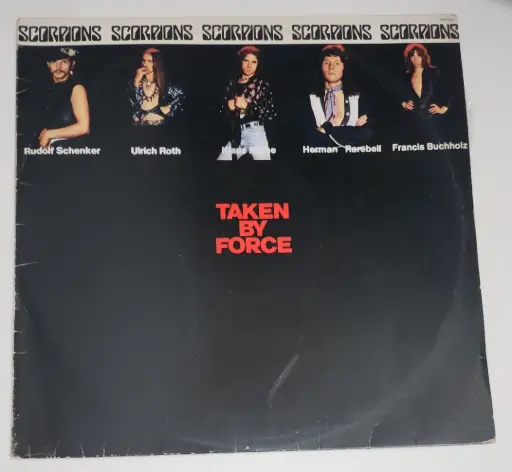 SCORPIONS SCORPIONS SCORPIONS SCORPIONS SCORPIONS
Rudolf Schenker Ulrich Roth Herman Rarebell Francis Buchholz
TAKEN
BY
FORCE